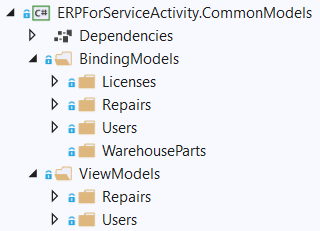 C# ERPForServiceActivity.CommonModels
Dependencies
BindingModels
Licenses
Repairs
Users
WarehouseParts
ViewModels
Repairs
Users